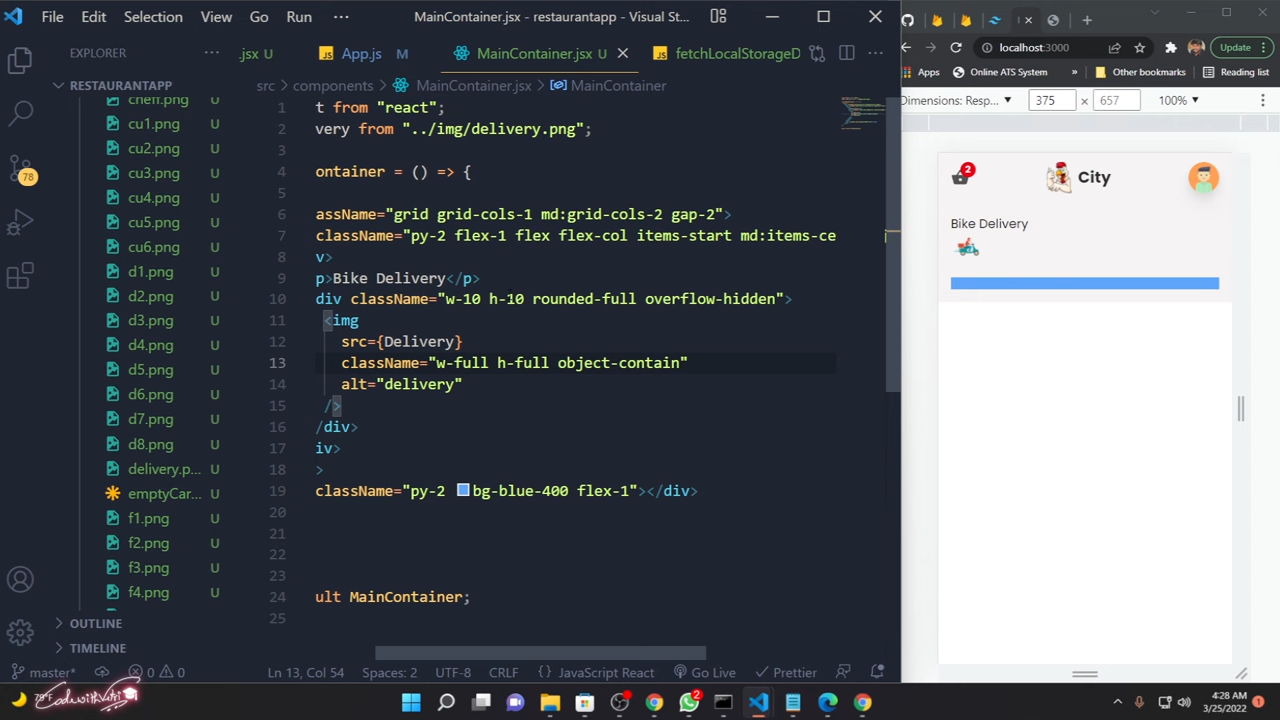 File Edit Selection View Go Run ··· MainContainer.jsx - restaurantapp - Visual St...
EXPLORER ···
RESTAURANTAPP
chef1.png U
cu1.png U
cu2.png U
cu3.png U
cu4.png U
cu5.png U
cu6.png U
d1.png U
d2.png U
d3.png U
d4.png U
d5.png U
d6.png U
d7.png U
d8.png U
delivery.p... U
emptyCar... U
f1.png U
f2.png U
f3.png U
f4.png U
OUTLINE
TIMELINE
78
.jsx U App.js M MainContainer.jsx U fetchLocalStorageD
src > components > MainContainer.jsx > MainContainer
1 t from "react";
2 very from "../img/delivery.png";
3
4 ontainer = () => {
5
6 assName="grid grid-cols-1 md:grid-cols-2 gap-2">
7 className="py-2 flex-1 flex flex-col items-start md:items-ce
8 v>
9 p>Bike Delivery</p>
10 div className="w-10 h-10 rounded-full overflow-hidden">
11 <img
12 src={Delivery}
13 className="w-full h-full object-contain"
14 alt="delivery"
15 />
16 /div>
17 iv>
18 >
19 className="py-2 bg-blue-400 flex-1"></div>
20
21
22
23
24 ult MainContainer;
25
master* 0 0 Ln 13, Col 54 Spaces: 2 UTF-8 CRLF {} JavaScript React Go Live Prettier
localhost:3000 Update
Apps Online ATS System » Other bookmarks Reading list
Dimensions: Resp... 375 × 657 100%
2 City
Bike Delivery
78°F
CodewithVetri
2
4:28 AM
3/25/2022